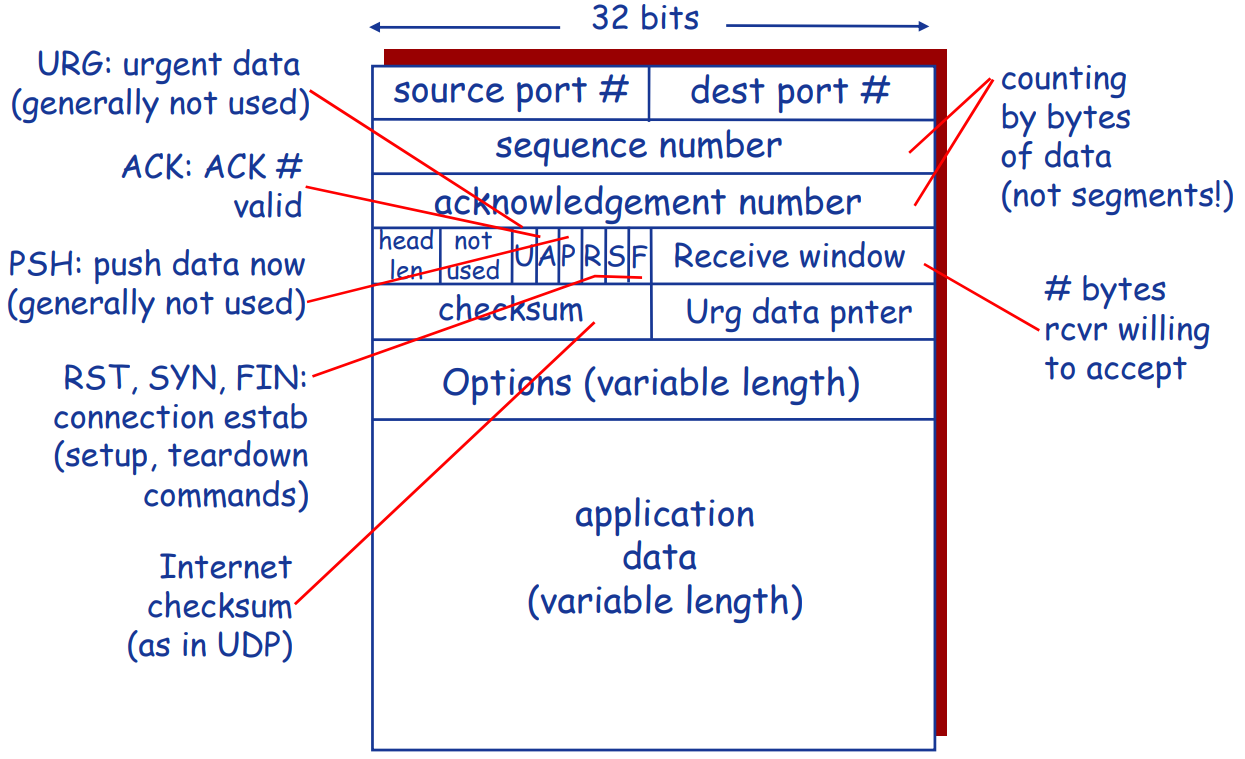 32 bits
URG: urgent data
(generally not used)
ACK: ACK #
valid
PSH: push data now
(generally not used)
RST, SYN, FIN:
connection estab
(setup, teardown
commands)
Internet
checksum
(as in UDP)
source port #
dest port #
sequence number
acknowledgement number
head
len
not
used
U
A
P
R
S
F
Receive window
checksum
Urg data pnter
Options (variable length)
application
data
(variable length)
counting
by bytes
of data
(not segments!)
# bytes
rcvr willing
to accept